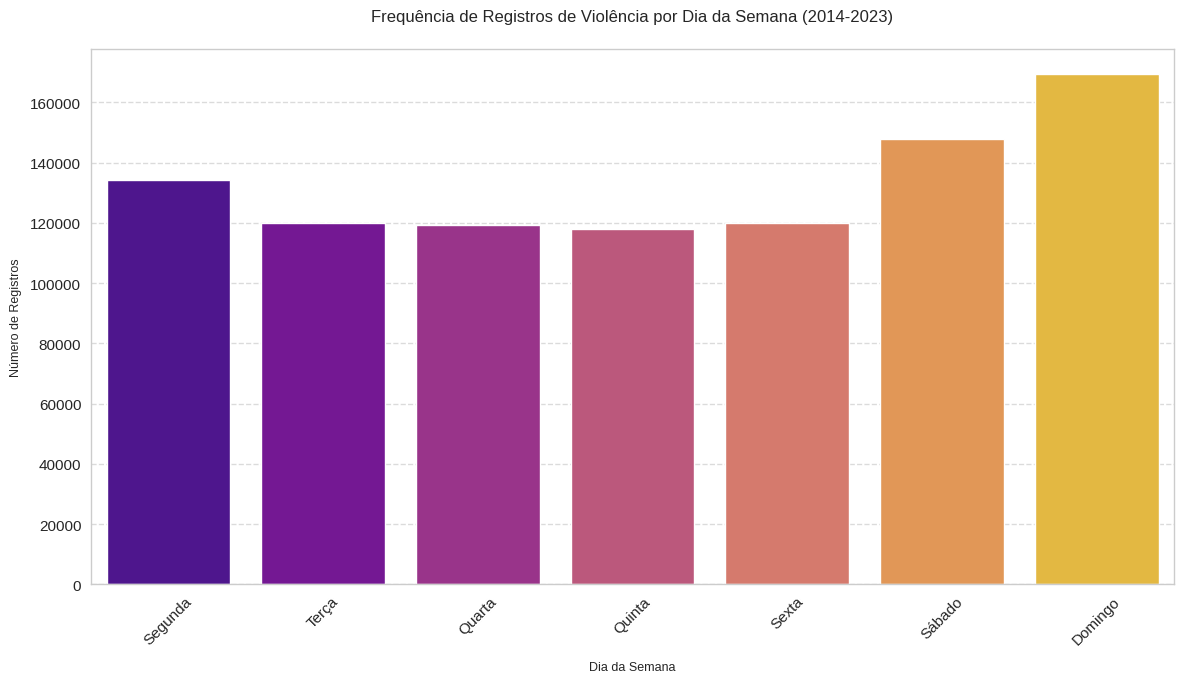 Frequência de Registros de Violência por Dia da Semana (2014-2023)
Número de Registros
160000
140000
120000
100000
80000
60000
40000
20000
0
Segunda
Terça
Quarta
Quinta
Sexta
Sábado
Domingo
Dia da Semana